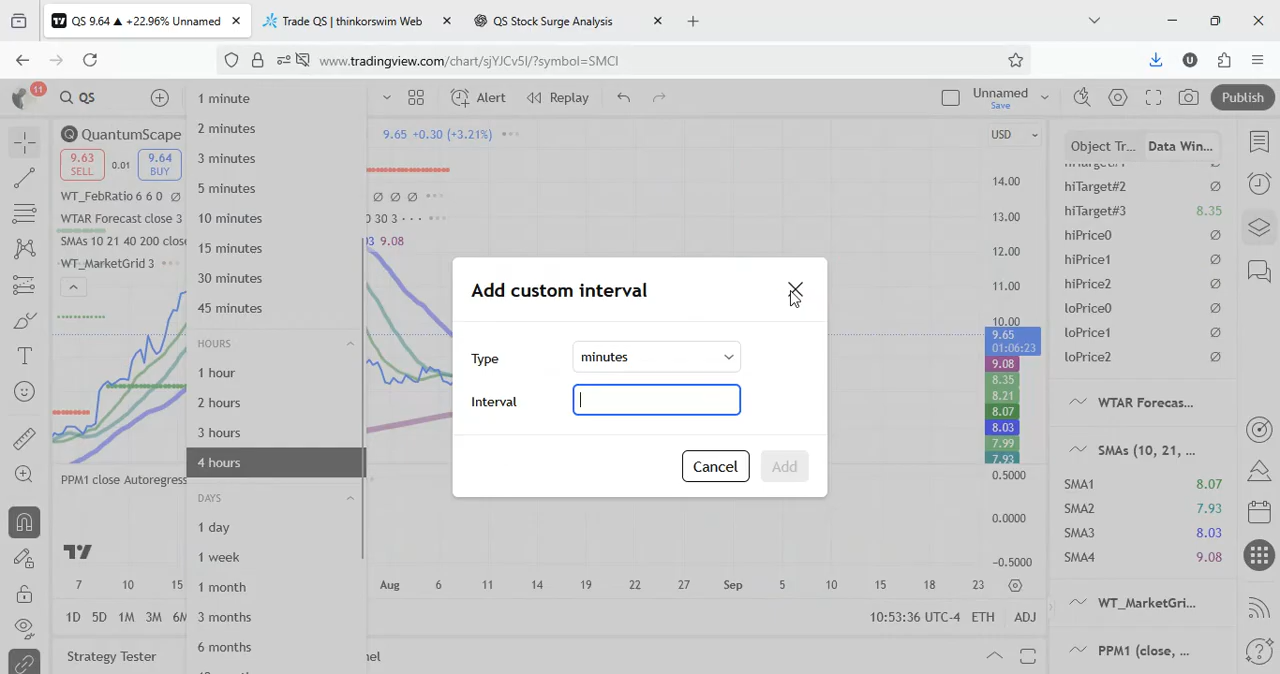 QS 9.64 ▲ +22.96% Unnamed
Trade QS | thinkorswim Web
QS Stock Surge Analysis
www.tradingview.com/chart/sjYJCv5I/?symbol=SMCI
11
QS
Alert
Replay
Unnamed
Save
Publish
QuantumScape
9.65 +0.30 (+3.21%)
USD
9.63
SELL
0.01
9.64
BUY
WT_FebRatio 6 6 0 ∅
∅ ∅ ∅
WTAR Forecast close 3
0 30 3
SMAs 10 21 40 200 close
9.08
WT_MarketGrid 3
PPM1 close Autoregress
1 minute
2 minutes
3 minutes
5 minutes
10 minutes
15 minutes
30 minutes
45 minutes
HOURS
1 hour
2 hours
3 hours
4 hours
DAYS
1 day
1 week
1 month
3 months
6 months
Add custom interval
Type
minutes
Interval
Cancel
Add
14.00
13.00
12.00
11.00
10.00
9.65
01:06:23
9.08
8.35
8.21
8.07
8.03
7.99
7.93
0.5000
0.0000
−0.5000
7
10
15
Aug
6
11
14
19
22
27
Sep
5
10
15
18
23
1D
5D
1M
3M
6M
10:53:36 UTC-4
ETH
ADJ
Strategy Tester
nel
Object Tr...
Data Win...
hiTarget#1
hiTarget#2 ∅
hiTarget#3 8.35
hiPrice0 ∅
hiPrice1 ∅
hiPrice2 ∅
loPrice0 ∅
loPrice1 ∅
loPrice2 ∅
WTAR Forecas...
SMAs (10, 21, ...
SMA1 8.07
SMA2 7.93
SMA3 8.03
SMA4 9.08
WT_MarketGri...
PPM1 (close, ...